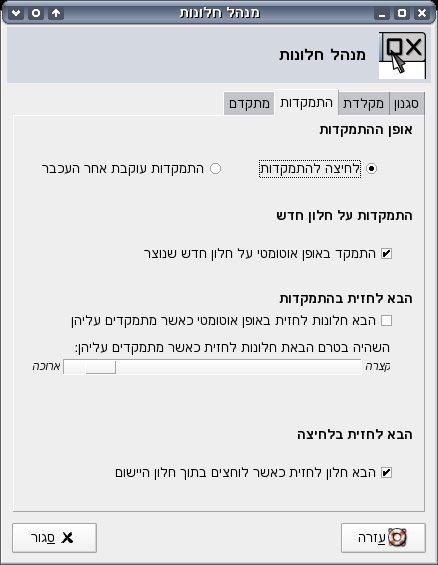 מנהל חלונות
מנהל חלונות
סגנון
מקלדת
התמקדות
מתקדם
אופן ההתמקדות
לחיצה להתמקדות
התמקדות עוקבת אחר העכבר
התמקדות על חלון חדש
התמקד באופן אוטומטי על חלון חדש שנוצר
הבא לחזית בהתמקדות
הבא חלונות לחזית באופן אוטומטי כאשר מתמקדים עליהן
השהיה בטרם הבאת חלונות לחזית כאשר מתמקדים עליהן:
קצרה
ארוכה
הבא לחזית בלחיצה
הבא חלון לחזית כאשר לוחצים בתוך חלון היישום
עזרה
סגור